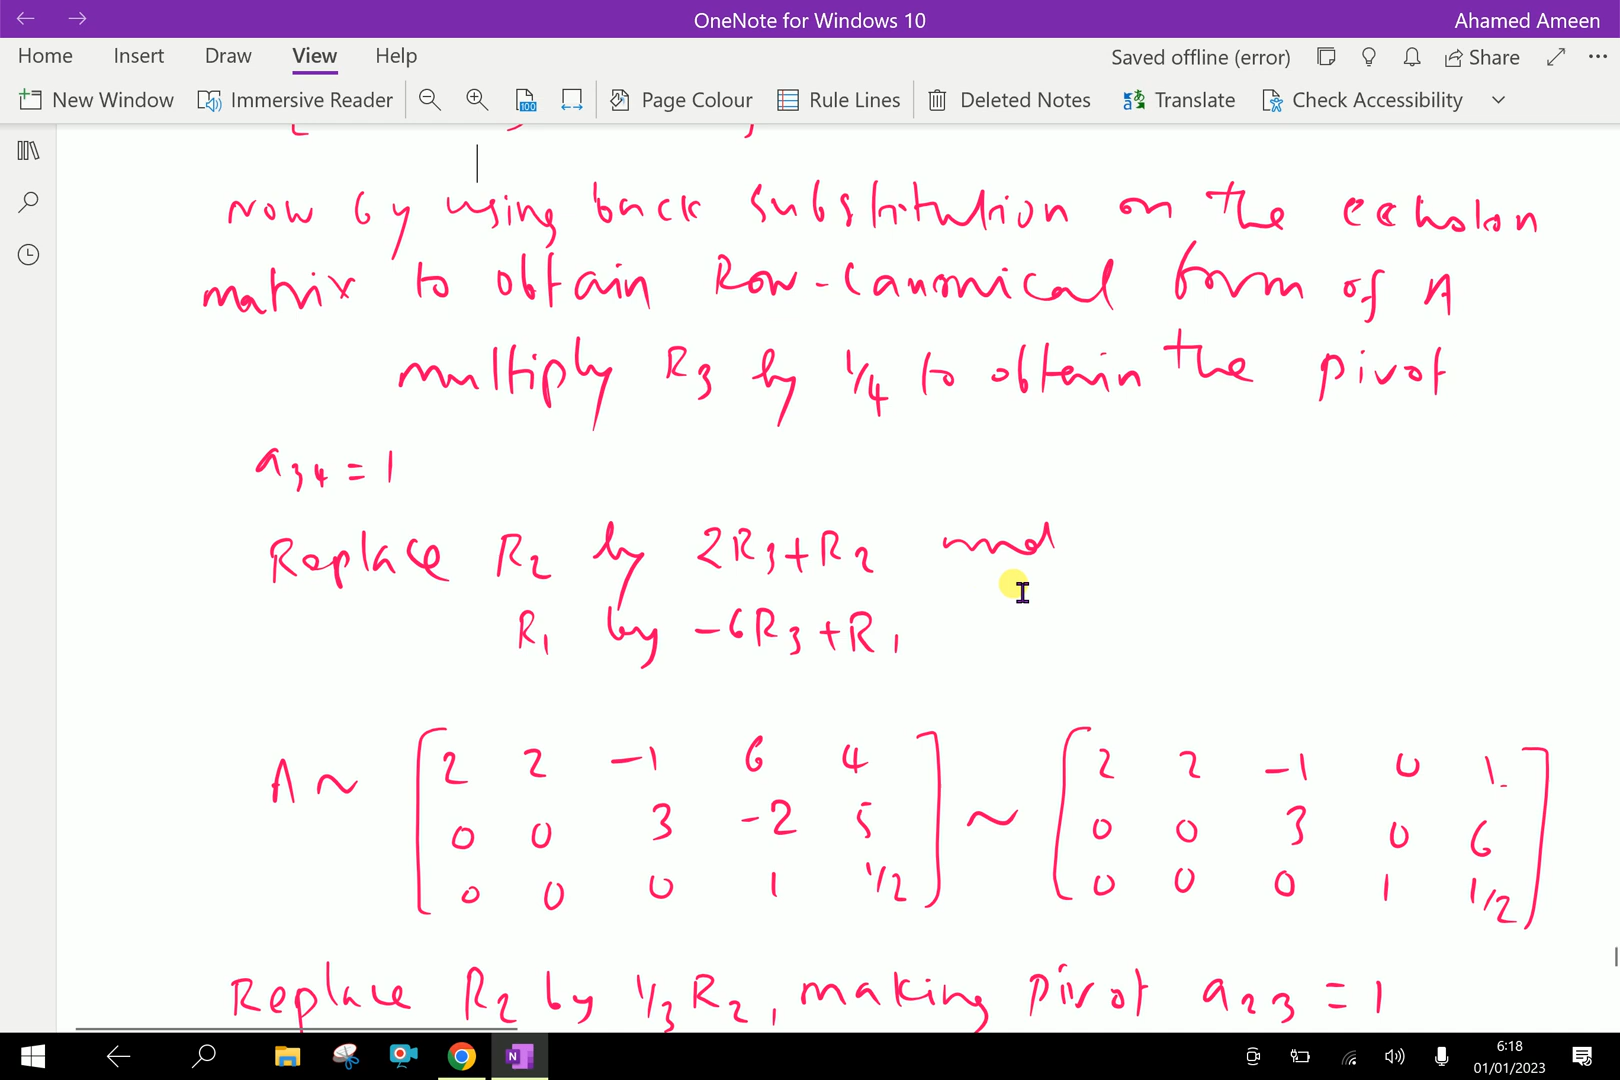 OneNote for Windows 10
Ahamed Ameen
Home Insert Draw View Help
Saved offline (error) Share
New Window Immersive Reader 100 Page Colour Rule Lines Deleted Notes Translate Check Accessibility
Now by using back substitution on the echolon
matrix to obtain Row-Canonical form of A
multiply R3 by 1/4 to obtain the pivot
a34 = 1
Replace R2 by 2R3+R2 and
R1 by -6R3+R1
A ~ [ 2 2 -1 6 4 ] ~ [ 2 2 -1 0 1 ]
0 0 3 -2 5 0 0 3 0 6
0 0 0 1 1/2 0 0 0 1 1/2
Replace R2 by 1/3 R2, making pivot a23 = 1
6:18
01/01/2023